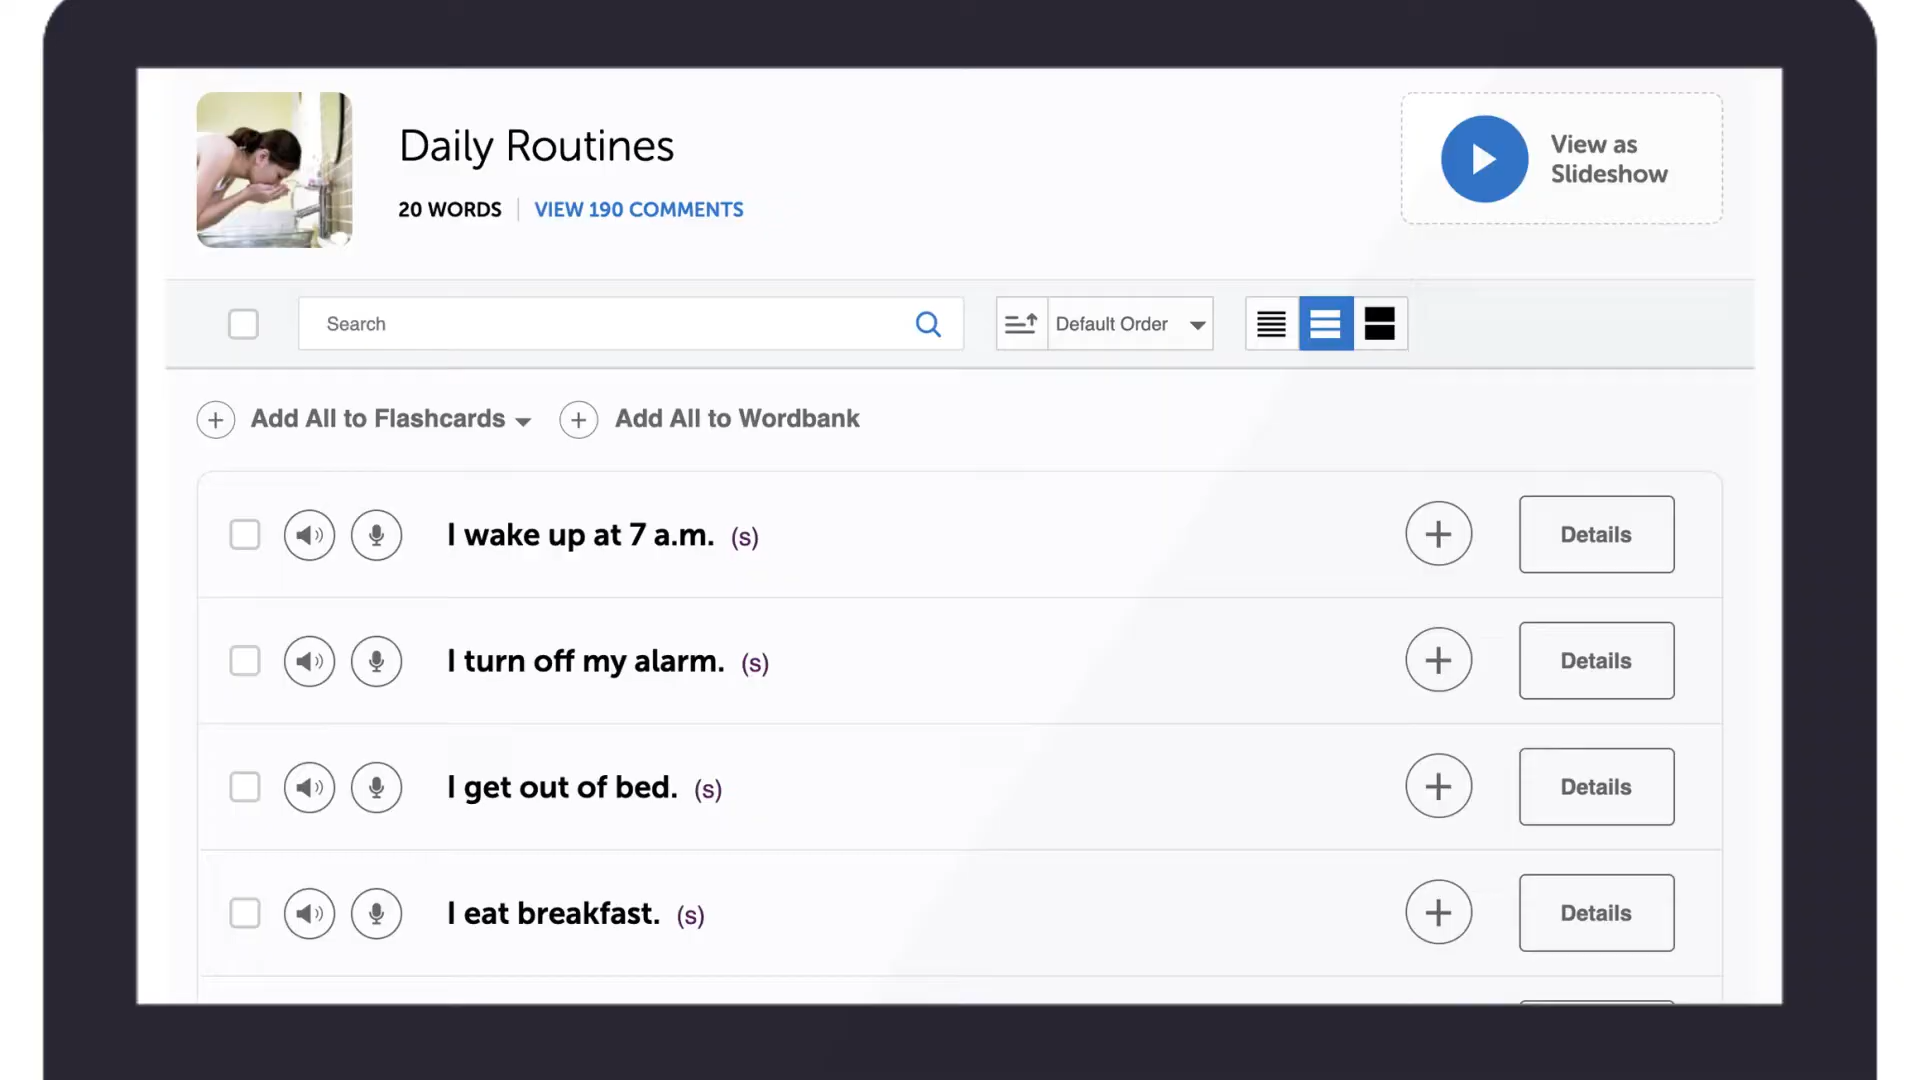 Daily Routines
20 WORDS VIEW 190 COMMENTS
View as
Slideshow
Search
Default Order
Add All to Flashcards
Add All to Wordbank
I wake up at 7 a.m. (s)
Details
I turn off my alarm. (s)
Details
I get out of bed. (s)
Details
I eat breakfast. (s)
Details